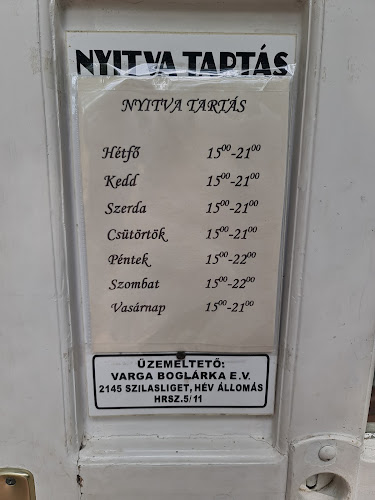 NYITVA TARTÁS
NYITVA TARTÁS
Hétfő 15⁰⁰-21⁰⁰
Kedd 15⁰⁰-21⁰⁰
Szerda 15⁰⁰-21⁰⁰
Csütörtök 15⁰⁰-21⁰⁰
Péntek 15⁰⁰-22⁰⁰
Szombat 15⁰⁰-22⁰⁰
Vasárnap 15⁰⁰-21⁰⁰
ÜZEMELTETŐ:
VARGA BOGLÁRKA E.V.
2145 SZILASLIGET, HÉV ÁLLOMÁS
HRSZ.5/11